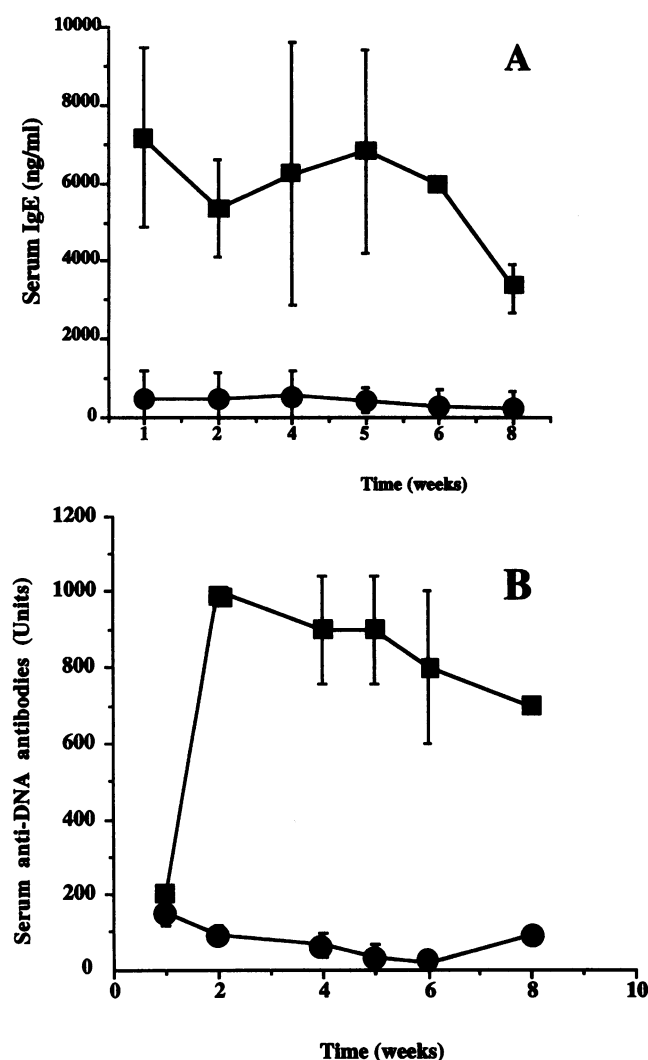 10000
A
8000
6000
4000
2000
0
Serum IgE (ng/ml)
1 2 4 5 6 8
Time (weeks)
1200
B
1000
800
600
400
200
0
Serum anti-DNA antibodies (Units)
0 2 4 6 8 10
Time (weeks)